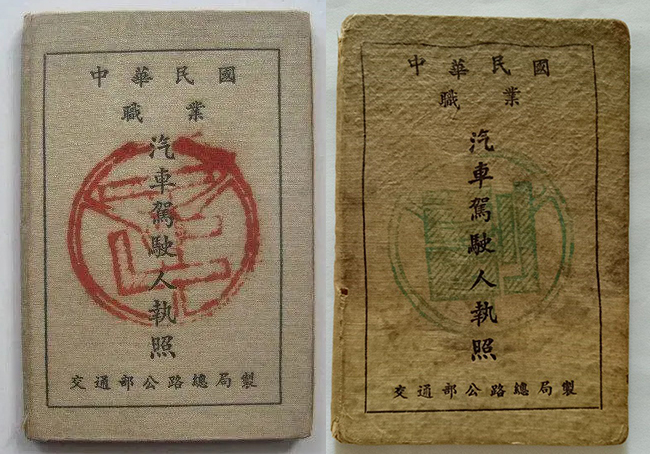 中華民國
職業
汽車駕駛人執照
交通部公路總局製
中華民國
職業
汽車駕駛人執照
交通部公路總局製